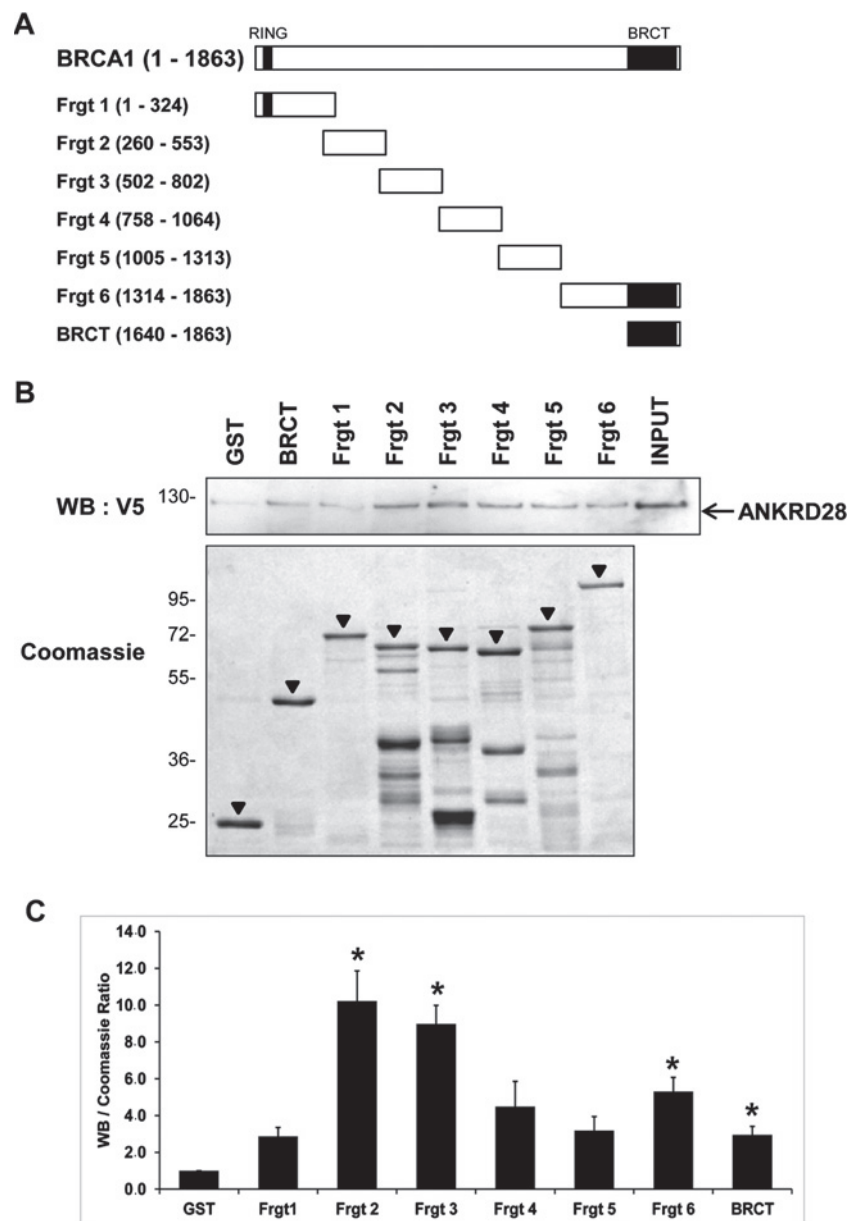 A
RING BRCT
BRCA1 (1 - 1863)
Frgt 1 (1 - 324)
Frgt 2 (260 - 553)
Frgt 3 (502 - 802)
Frgt 4 (758 - 1064)
Frgt 5 (1005 - 1313)
Frgt 6 (1314 - 1863)
BRCT (1640 - 1863)
B
GST BRCT Frgt 1 Frgt 2 Frgt 3 Frgt 4 Frgt 5 Frgt 6 INPUT
WB : V5 130- ANKRD28
Coomassie
95-
72-
55-
36-
25-
C
WB / Coomassie Ratio
14.0
12.0
10.0
8.0
6.0
4.0
2.0
0.0
* * * *
GST Frgt1 Frgt 2 Frgt 3 Frgt 4 Frgt 5 Frgt 6 BRCT